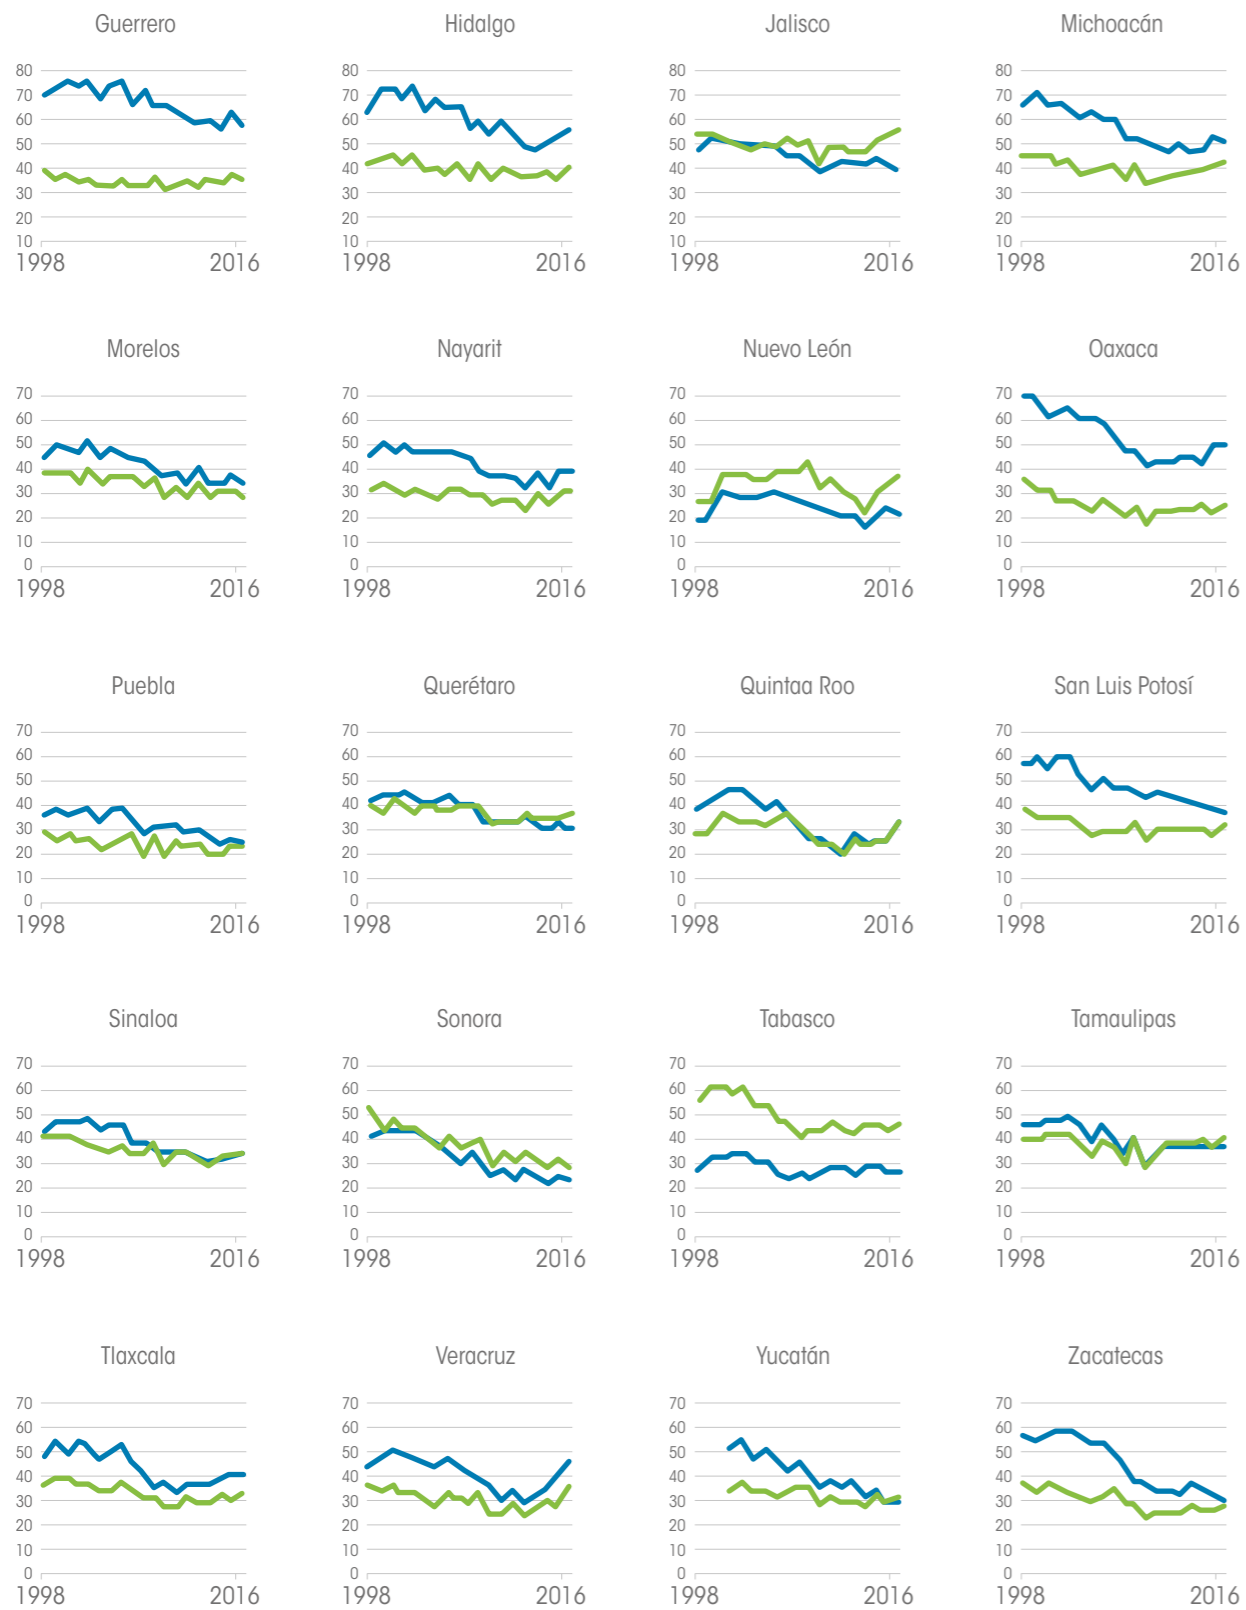 Guerrero
Hidalgo
Jalisco
Michoacán
80 80 80 80
70 70 70 70
60 60 60 60
50 50 50 50
40 40 40 40
30 30 30 30
20 20 20 20
10 10 10 10
1998 2016 1998 2016 1998 2016 1998 2016
Morelos
Nayarit
Nuevo León
Oaxaca
70 70 70 70
60 60 60 60
50 50 50 50
40 40 40 40
30 30 30 30
20 20 20 20
10 10 10 10
0 0 0 0
1998 2016 1998 2016 1998 2016 1998 2016
Puebla
Querétaro
Quintaa Roo
San Luis Potosí
70 70 70 70
60 60 60 60
50 50 50 50
40 40 40 40
30 30 30 30
20 20 20 20
10 10 10 10
0 0 0 0
1998 2016 1998 2016 1998 2016 1998 2016
Sinaloa
Sonora
Tabasco
Tamaulipas
70 70 70 70
60 60 60 60
50 50 50 50
40 40 40 40
30 30 30 30
20 20 20 20
10 10 10 10
0 0 0 0
1998 2016 1998 2016 1998 2016 1998 2016
Tlaxcala
Veracruz
Yucatán
Zacatecas
70 70 70 70
60 60 60 60
50 50 50 50
40 40 40 40
30 30 30 30
20 20 20 20
10 10 10 10
0 0 0 0
1998 2016 1998 2016 1998 2016 1998 2016